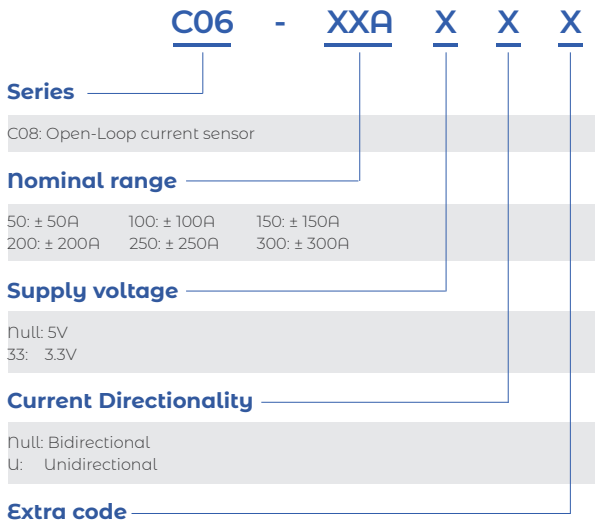 C06 - XXA X X X
Series
C08: Open-Loop current sensor
Nominal range
50: ± 50A 100: ± 100A 150: ± 150A
200: ± 200A 250: ± 250A 300: ± 300A
Supply voltage
Null: 5V
33: 3.3V
Current Directionality
Null: Bidirectional
U: Unidirectional
Extra code